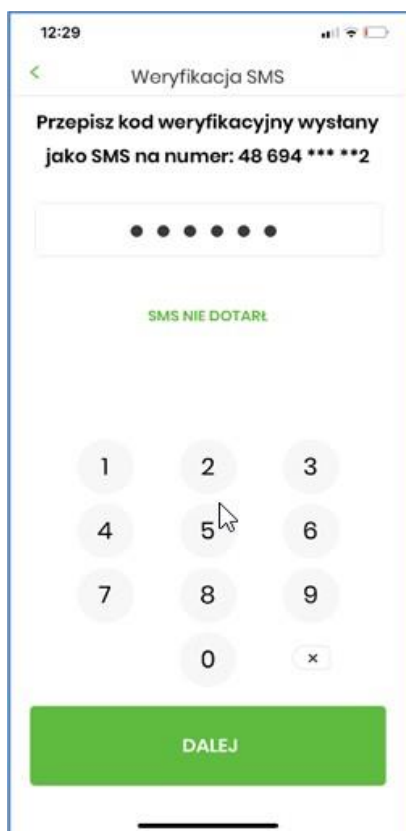 12:29
Weryfikacja SMS
Przepisz kod weryfikacyjny wysłany
jako SMS na numer: 48 694 *** **2
SMS NIE DOTARŁ
1 2 3
4 5 6
7 8 9
0 ×
DALEJ